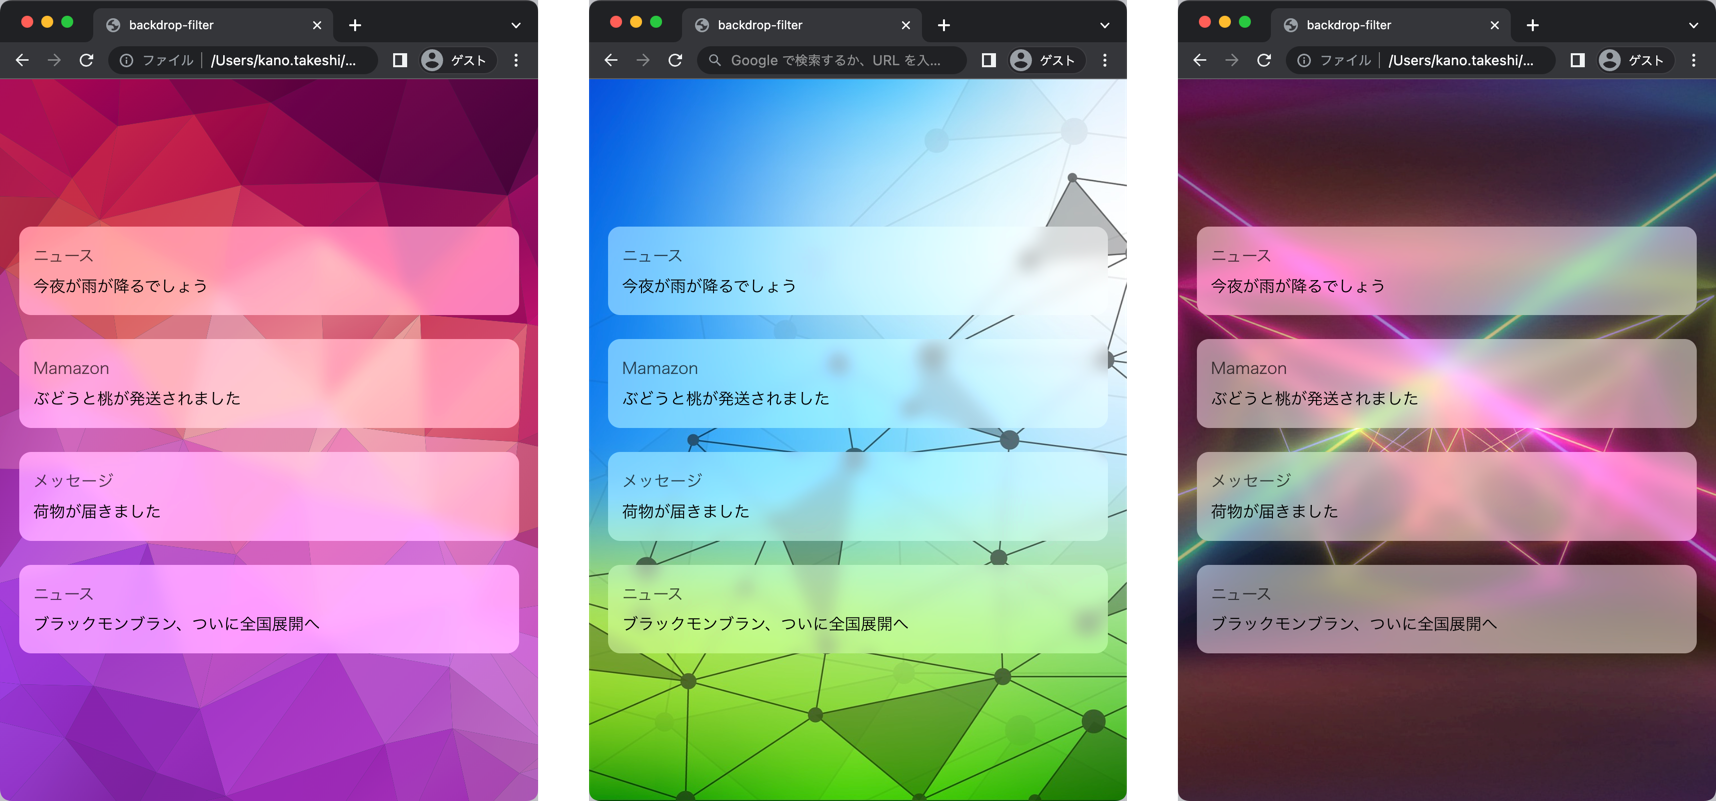 backdrop-filter
ファイル
/Users/kano.takeshi/...
ゲスト
ニュース
今夜が雨が降るでしょう
Mamazon
ぶどうと桃が発送されました
メッセージ
荷物が届きました
ニュース
ブラックモンブラン、ついに全国展開へ
backdrop-filter
Google で検索するか、URL を入...
ゲスト
ニュース
今夜が雨が降るでしょう
Mamazon
ぶどうと桃が発送されました
メッセージ
荷物が届きました
ニュース
ブラックモンブラン、ついに全国展開へ
backdrop-filter
ファイル
/Users/kano.takeshi/...
ゲスト
ニュース
今夜が雨が降るでしょう
Mamazon
ぶどうと桃が発送されました
メッセージ
荷物が届きました
ニュース
ブラックモンブラン、ついに全国展開へ